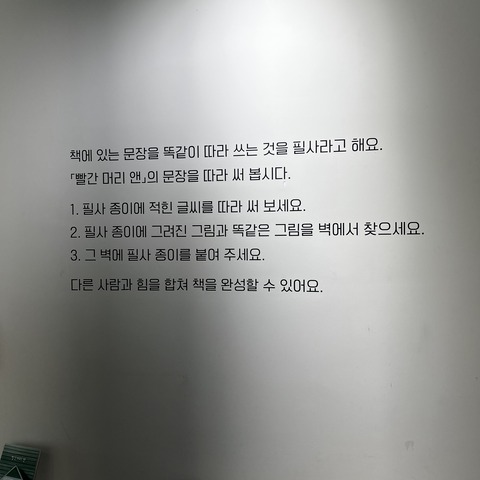 책에 있는 문장을 똑같이 따라 쓰는 것을 필사라고 해요.
「빨간 머리 앤」의 문장을 따라 써 봅시다.
1. 필사 종이에 적힌 글씨를 따라 써 보세요.
2. 필사 종이에 그려진 그림과 똑같은 그림을 벽에서 찾으세요.
3. 그 벽에 필사 종이를 붙여 주세요.
다른 사람과 힘을 합쳐 책을 완성할 수 있어요.